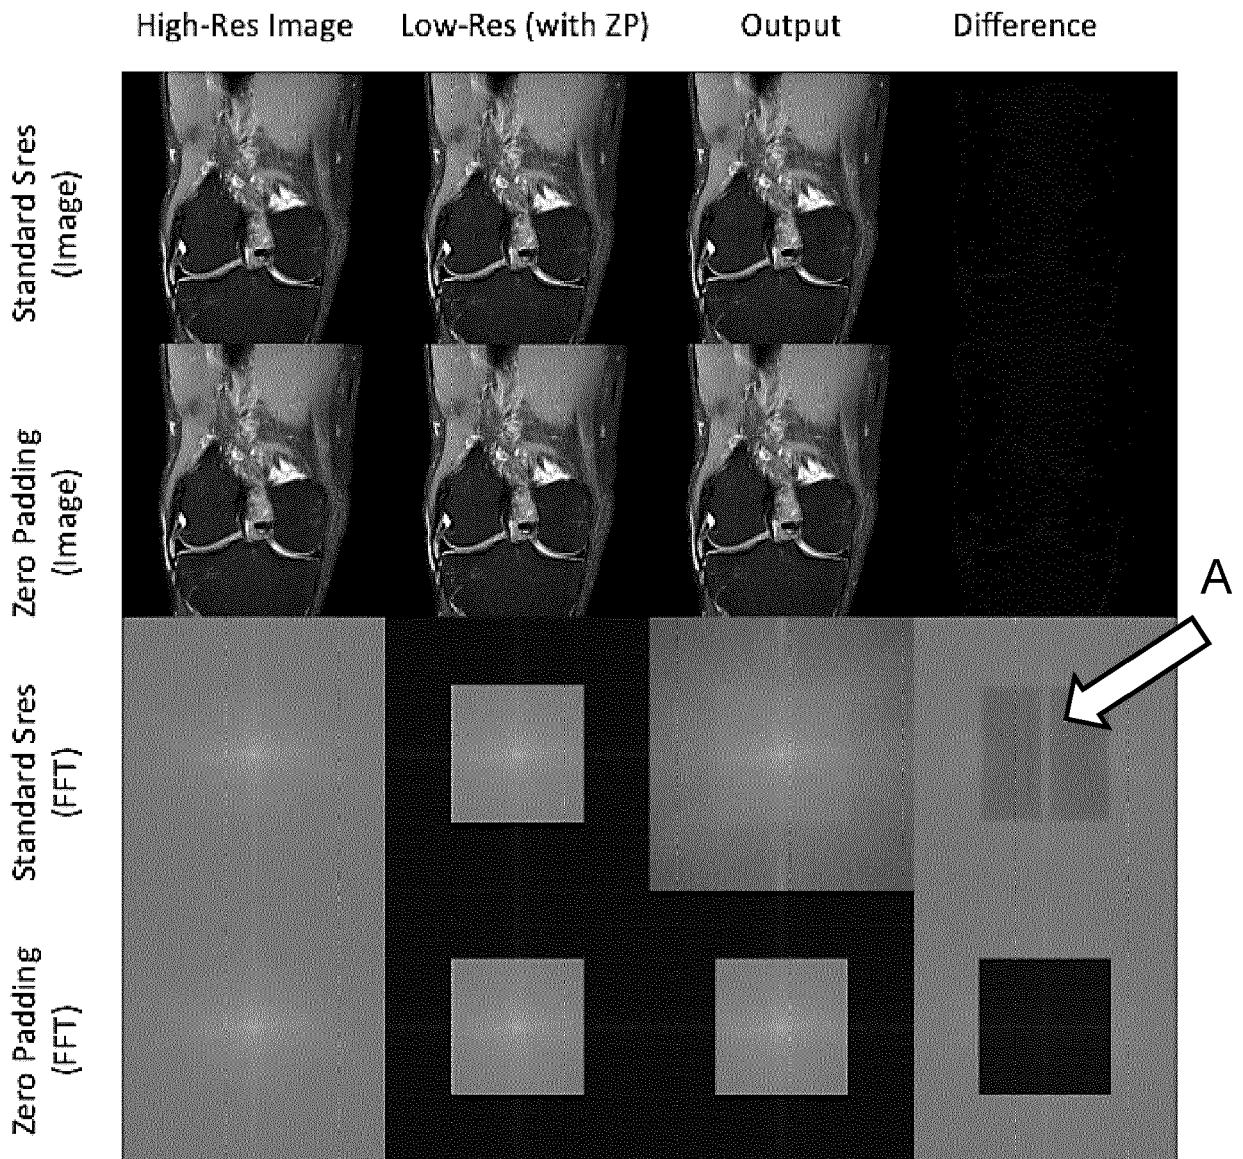 High-Res Image
Low-Res (with ZP)
Output
Difference
Standard Sres
(Image)
Zero Padding
(Image)
A
Standard Sres
(FFT)
Zero Padding
(FFT)